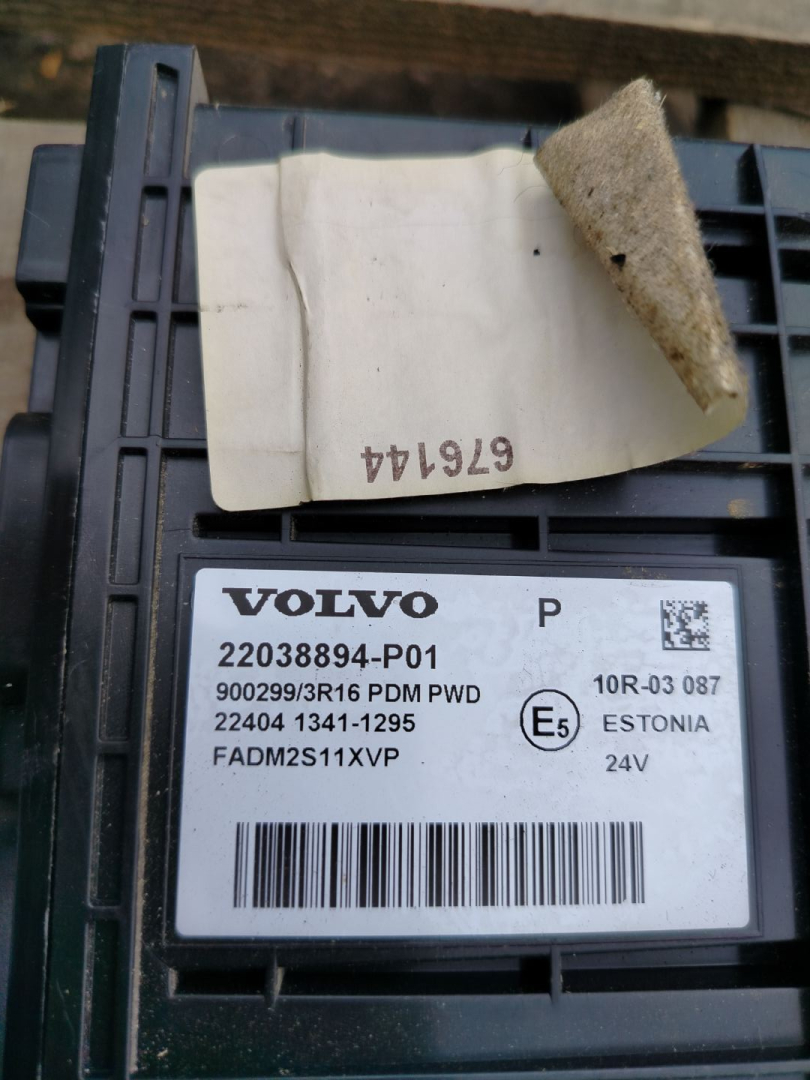 676144
VOLVO
P
22038894-P01
900299/3R16 PDM PWD
22404 1341-1295
FADM2S11XVP
E5
10R-03 087
ESTONIA
24V